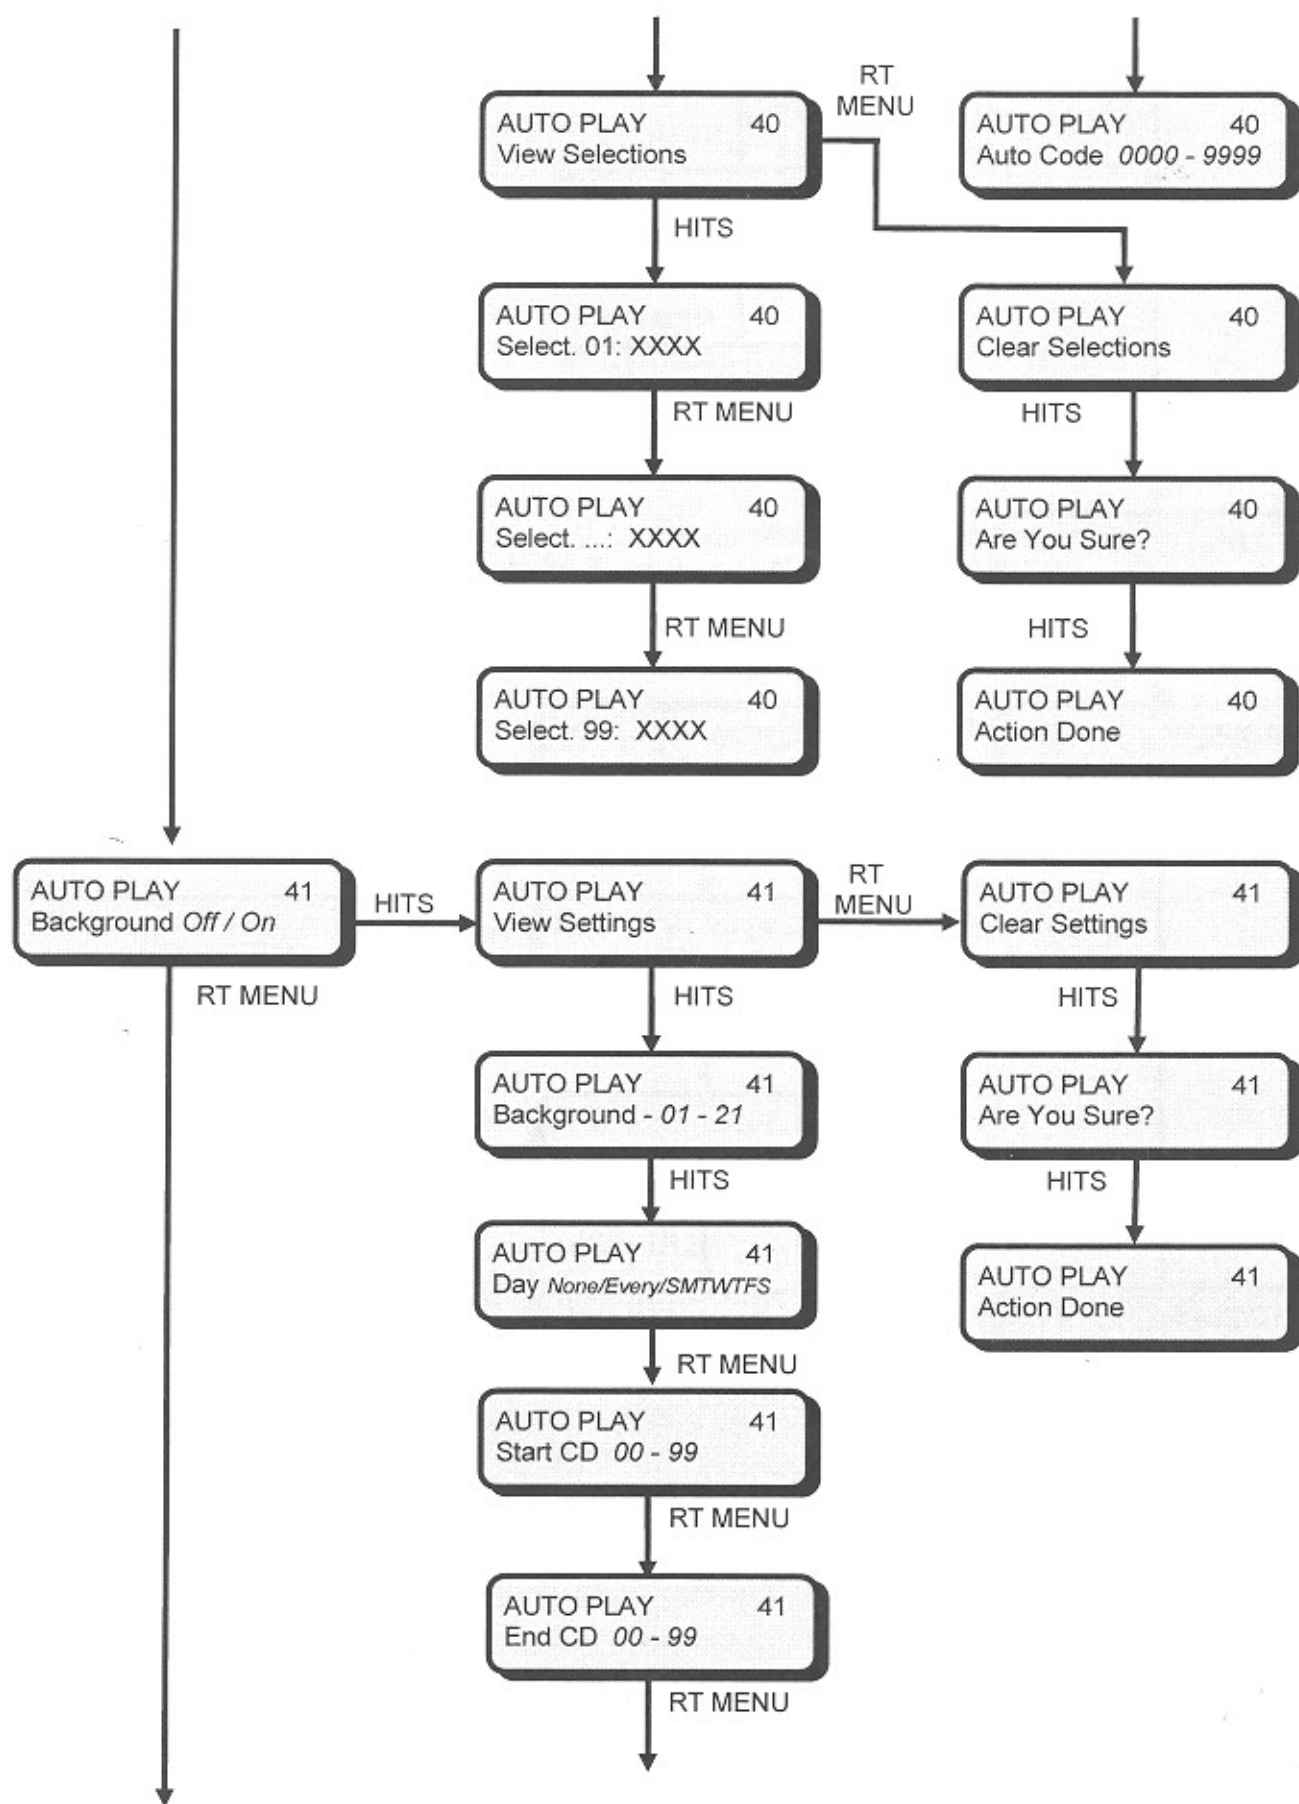 RT
MENU
AUTO PLAY 40
View Selections
AUTO PLAY 40
Auto Code 0000 - 9999
HITS
AUTO PLAY 40
Select. 01: XXXX
AUTO PLAY 40
Clear Selections
RT MENU
HITS
AUTO PLAY 40
Select. ...: XXXX
AUTO PLAY 40
Are You Sure?
RT MENU
HITS
AUTO PLAY 40
Select. 99: XXXX
AUTO PLAY 40
Action Done
AUTO PLAY 41
Background Off / On
HITS
AUTO PLAY 41
View Settings
RT
MENU
AUTO PLAY 41
Clear Settings
RT MENU
HITS
HITS
AUTO PLAY 41
Background - 01 - 21
AUTO PLAY 41
Are You Sure?
HITS
HITS
AUTO PLAY 41
Day None/Every/SMTWTFS
AUTO PLAY 41
Action Done
RT MENU
AUTO PLAY 41
Start CD 00 - 99
RT MENU
AUTO PLAY 41
End CD 00 - 99
RT MENU